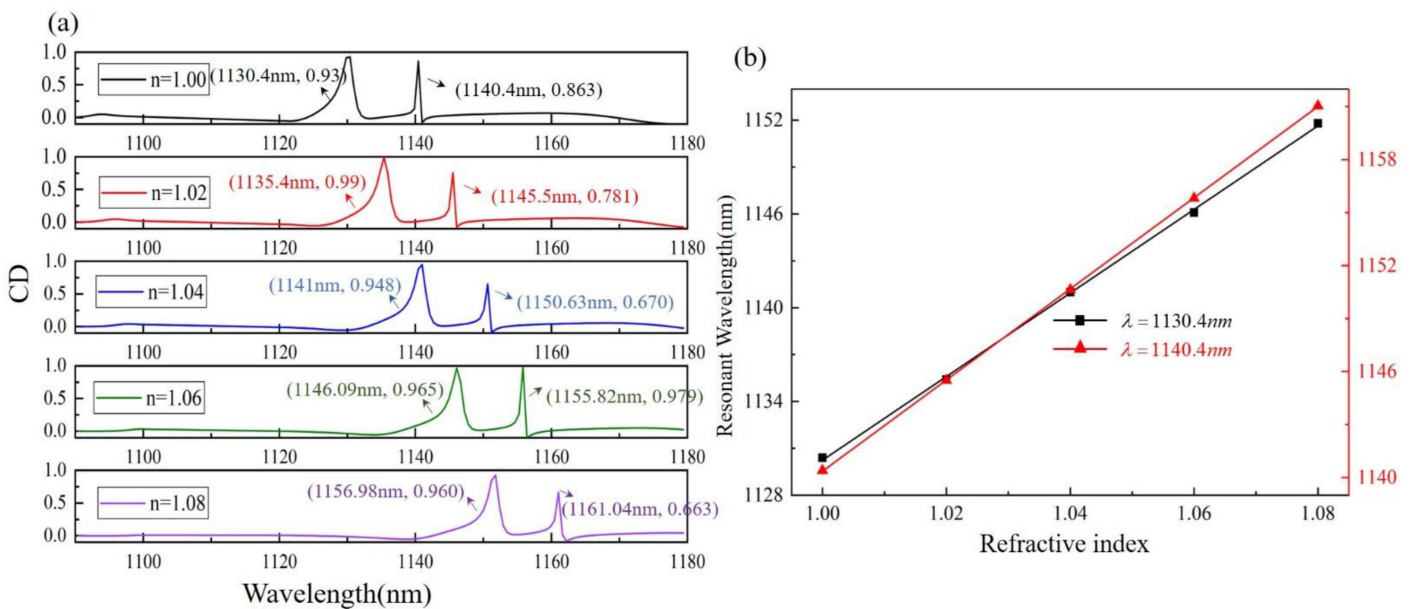 (a)
CD
1.0
0.5
0.0
n=1.00
(1130.4nm, 0.93)
(1140.4nm, 0.863)
1100 1120 1140 1160 1180
1.0
0.5
0.0
n=1.02
(1135.4nm, 0.99)
(1145.5nm, 0.781)
1100 1120 1140 1160 1180
1.0
0.5
0.0
n=1.04
(1141nm, 0.948)
(1150.63nm, 0.670)
1100 1120 1140 1160 1180
1.0
0.5
0.0
n=1.06
(1146.09nm, 0.965)
(1155.82nm, 0.979)
1100 1120 1140 1160 1180
1.0
0.5
0.0
n=1.08
(1156.98nm, 0.960)
(1161.04nm, 0.663)
1100 1120 1140 1160 1180
Wavelength(nm)
(b)
Resonant Wavelength(nm)
1152
1146
1140
1134
1128
λ = 1130.4nm
λ = 1140.4nm
1158
1152
1146
1140
1.00 1.02 1.04 1.06 1.08
Refractive index